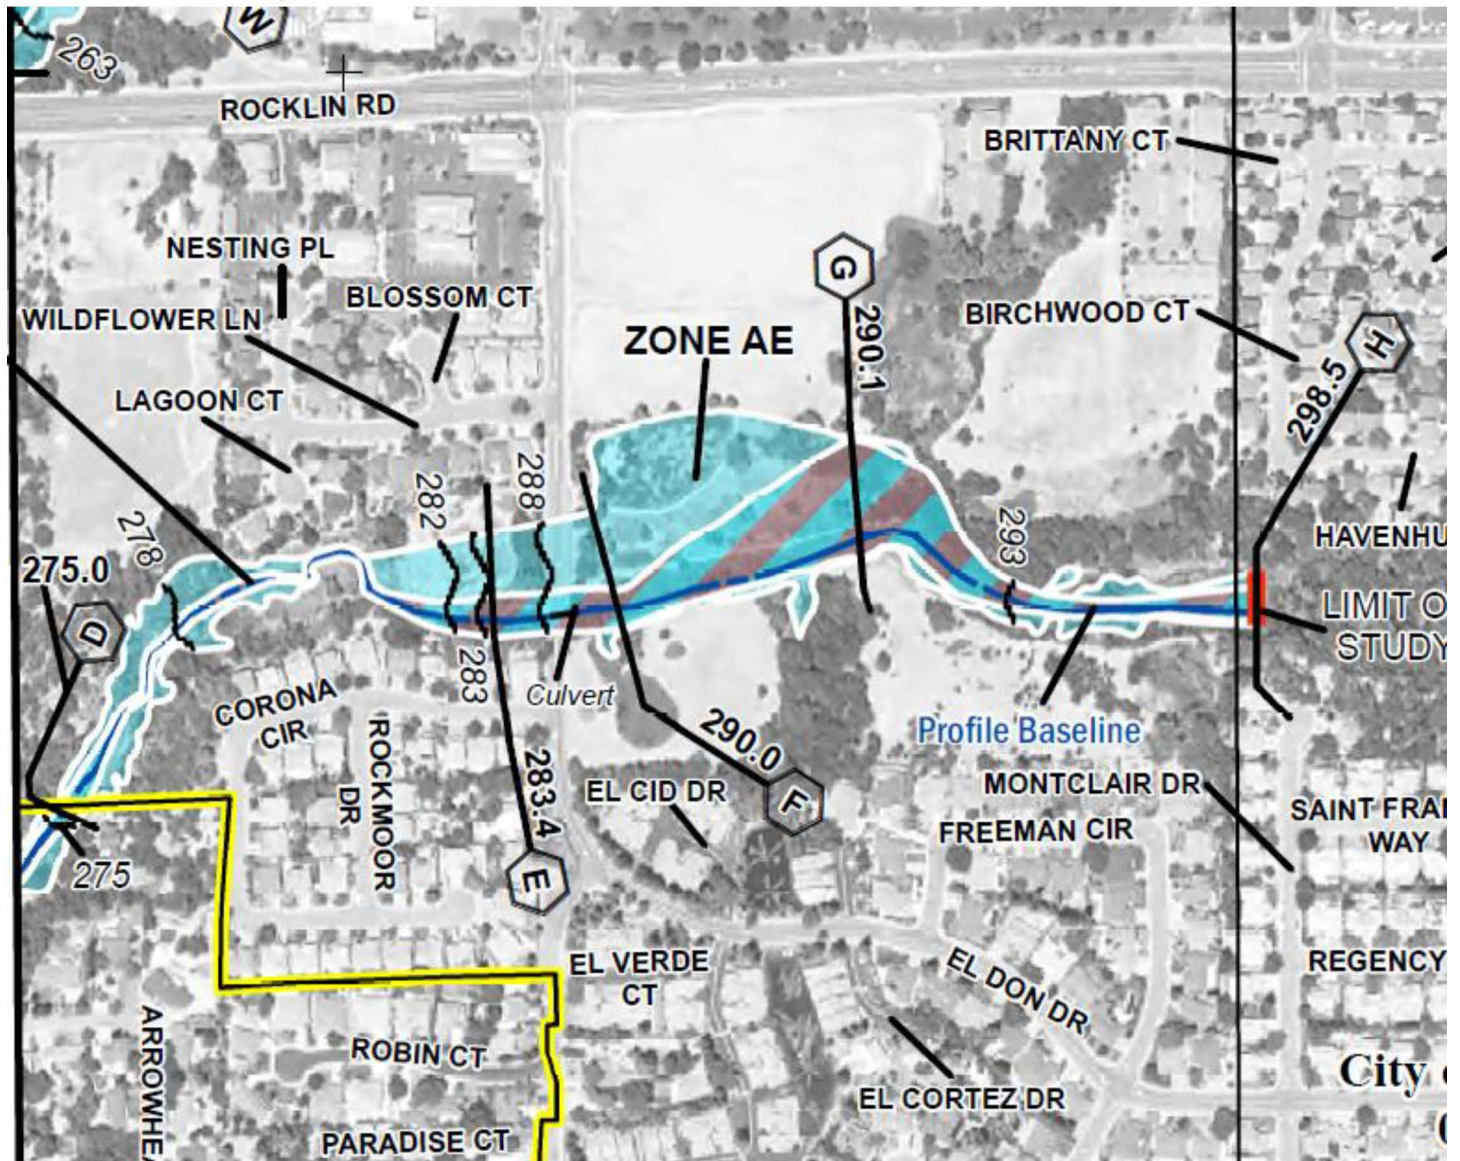 W
263
ROCKLIN RD
BRITTANY CT
NESTING PL
G
BLOSSOM CT
WILDFLOWER LN
ZONE AE
290.1
BIRCHWOOD CT
H
298.5
LAGOON CT
282
288
278
293
HAVENHU
275.0
D
LIMIT O
STUDY
283
Culvert
CORONA
CIR
ROCKMOOR
DR
290.0
Profile Baseline
283.4
EL CID DR
F
MONTCLAIR DR
FREEMAN CIR
SAINT FRA
WAY
275
E
EL VERDE
CT
EL DON DR
REGENCY
ARROWHEA
ROBIN CT
EL CORTEZ DR
City
PARADISE CT